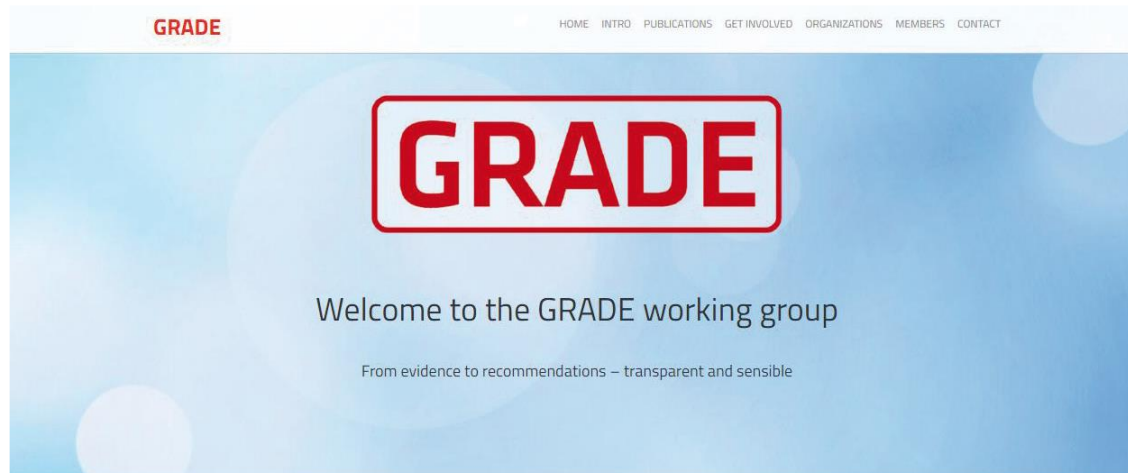 GRADE
HOME INTRO PUBLICATIONS GET INVOLVED ORGANIZATIONS MEMBERS CONTACT
GRADE
Welcome to the GRADE working group
From evidence to recommendations – transparent and sensible